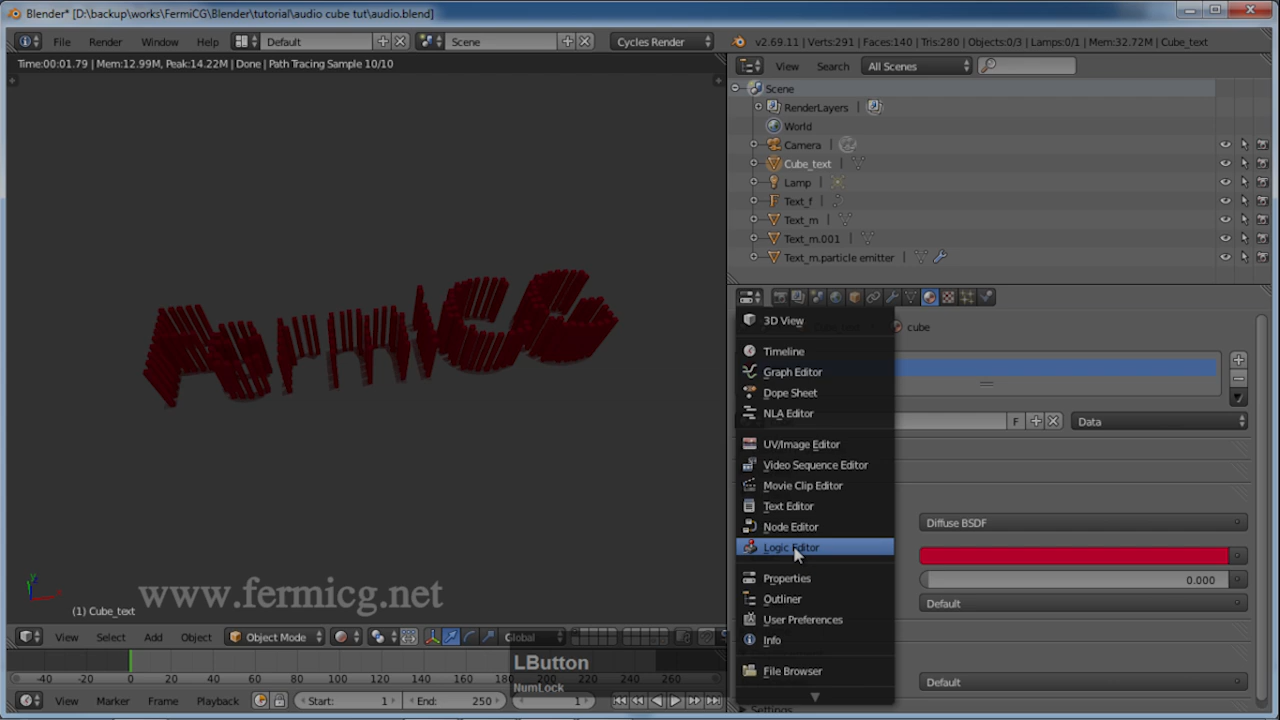 Blender* [D:\backup\works\FermiCG\Blender\tutorial\audio cube tut\audio.blend]
File Render Window Help Default Scene Cycles Render v2.69.11 | Verts:291 | Faces:140 | Tris:280 | Objects:0/3 | Lamps:0/1 | Mem:32.72M | Cube_text
Time:00:01.79 | Mem:12.99M, Peak:14.22M | Done | Path Tracing Sample 10/10
View Search All Scenes
Scene
RenderLayers
World
Camera
Cube_text
Lamp
Text_f
Text_m
Text_m.001
Text_m.particle emitter
FermiCG
cube
3D View
Timeline
Graph Editor
Dope Sheet
NLA Editor
F Data
UV/Image Editor
Video Sequence Editor
Movie Clip Editor
Text Editor
Node Editor
Logic Editor
Diffuse BSDF
0.000
Default
Properties
Outliner
User Preferences
Info
File Browser
Default
Settings
www.fermicg.net
(1) Cube_text
View Select Add Object Object Mode Global
LButton
NumLock
-40 -20 0 20 40 60 80 100 120 140 160 180 200 220 240 260
View Marker Frame Playback Start: 1 End: 250 1